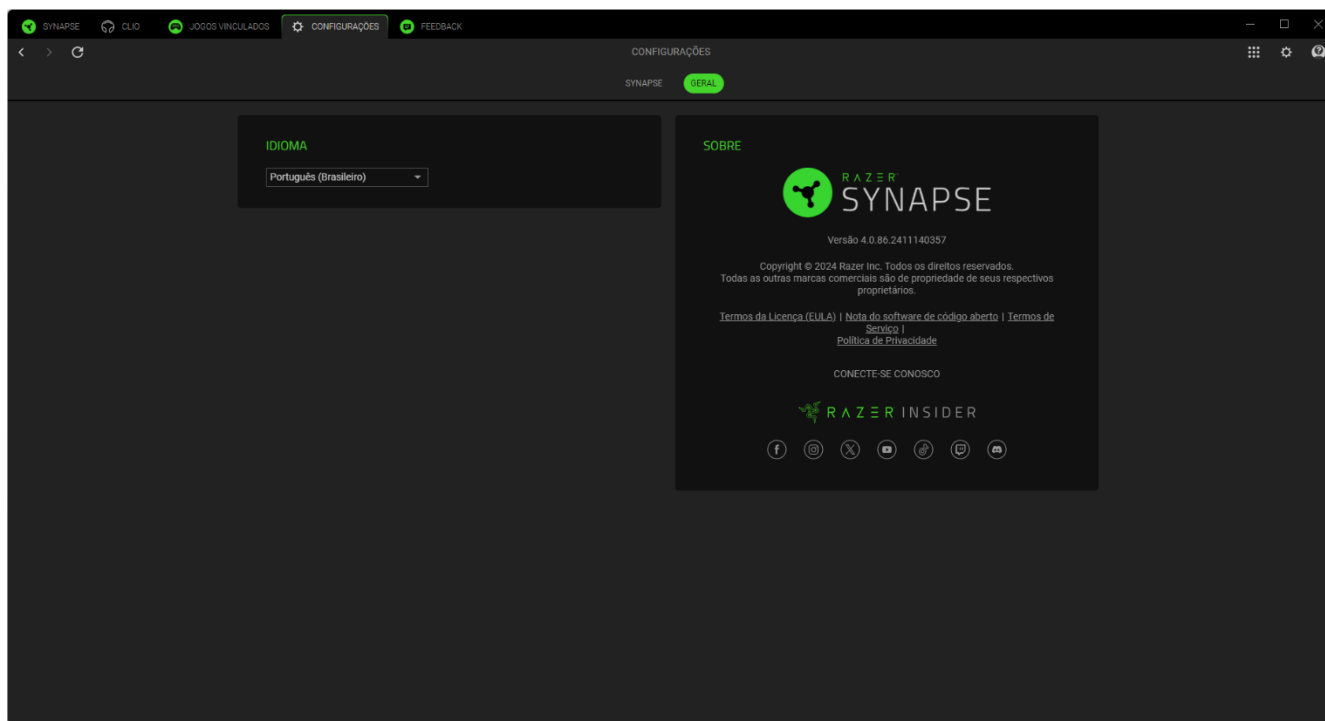 SYNAPSE CLIO JOGOS VINCULADOS CONFIGURAÇÕES FEEDBACK
CONFIGURAÇÕES
SYNAPSE GERAL
IDIOMA
Português (Brasileiro)
SOBRE
RAZER
SYNAPSE
Versão 4.0.86.2411140357
Copyright © 2024 Razer Inc. Todos os direitos reservados.
Todas as outras marcas comerciais são de propriedade de seus respectivos
proprietários.
Termos da Licença (EULA) | Nota do software de código aberto | Termos de
Serviço |
Política de Privacidade
CONECTE-SE CONOSCO
RAZER INSIDER